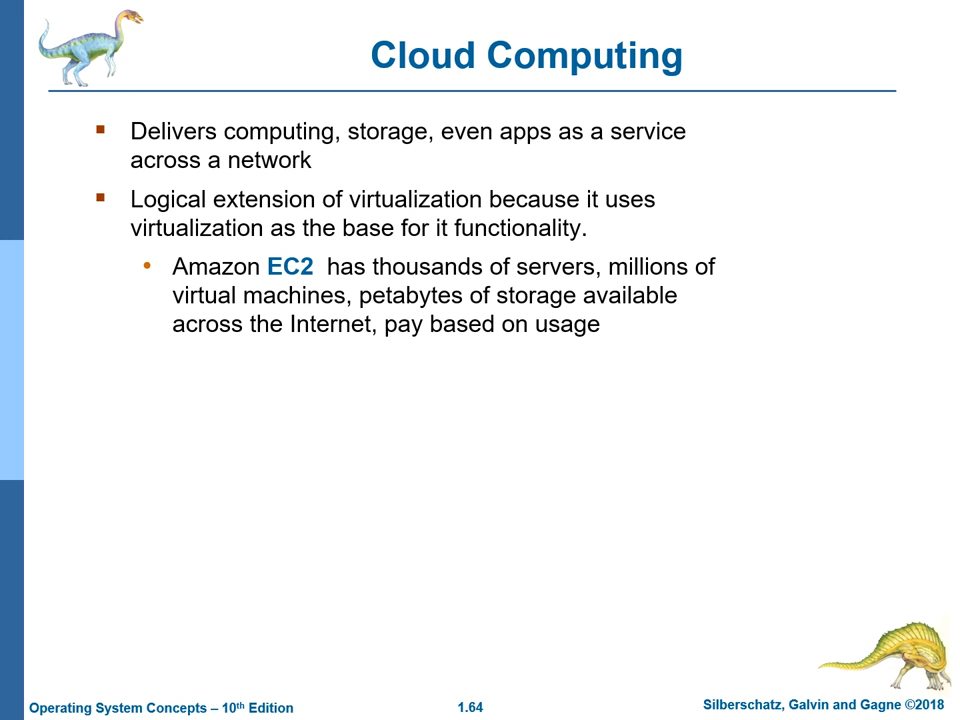 Cloud Computing
▪ Delivers computing, storage, even apps as a service
across a network
▪ Logical extension of virtualization because it uses
virtualization as the base for it functionality.
• Amazon EC2 has thousands of servers, millions of
virtual machines, petabytes of storage available
across the Internet, pay based on usage
Operating System Concepts – 10th Edition
1.64
Silberschatz, Galvin and Gagne ©2018